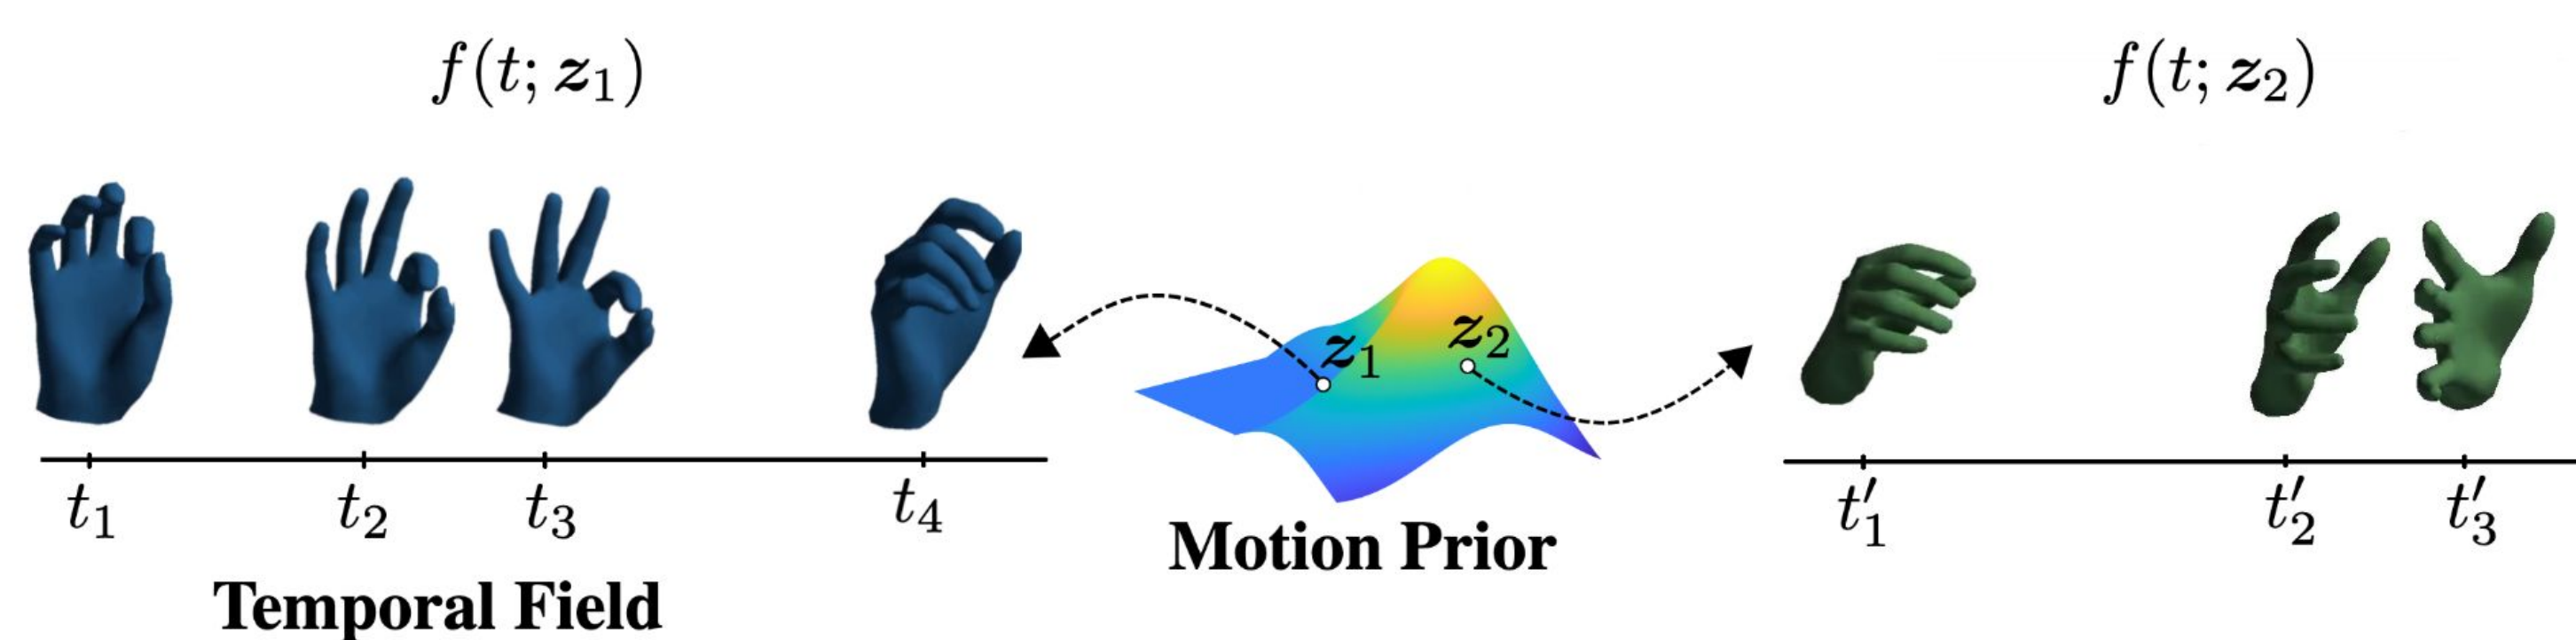 f(t; z₁)
f(t; z₂)
z₁
z₂
t₁ t₂ t₃ t₄
t′₁ t′₂ t′₃
Motion Prior
Temporal Field